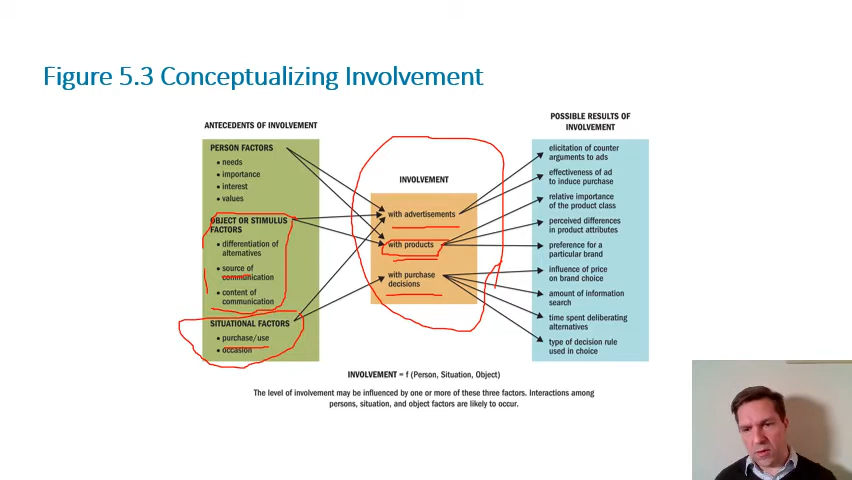 Figure 5.3 Conceptualizing Involvement
ANTECEDENTS OF INVOLVEMENT
PERSON FACTORS
• needs
• importance
• interest
• values
OBJECT OR STIMULUS
FACTORS
• differentiation of
alternatives
• source of
communication
• content of
communication
SITUATIONAL FACTORS
• purchase/use
• occasion
INVOLVEMENT
with advertisements
with products
with purchase
decisions
POSSIBLE RESULTS OF
INVOLVEMENT
elicitation of counter
arguments to ads
effectiveness of ad
to induce purchase
relative importance
of the product class
perceived differences
in product attributes
preference for a
particular brand
influence of price
on brand choice
amount of information
search
time spent deliberating
alternatives
type of decision rule
used in choice
INVOLVEMENT = f (Person, Situation, Object)
The level of involvement may be influenced by one or more of these three factors. Interactions among
persons, situation, and object factors are likely to occur.